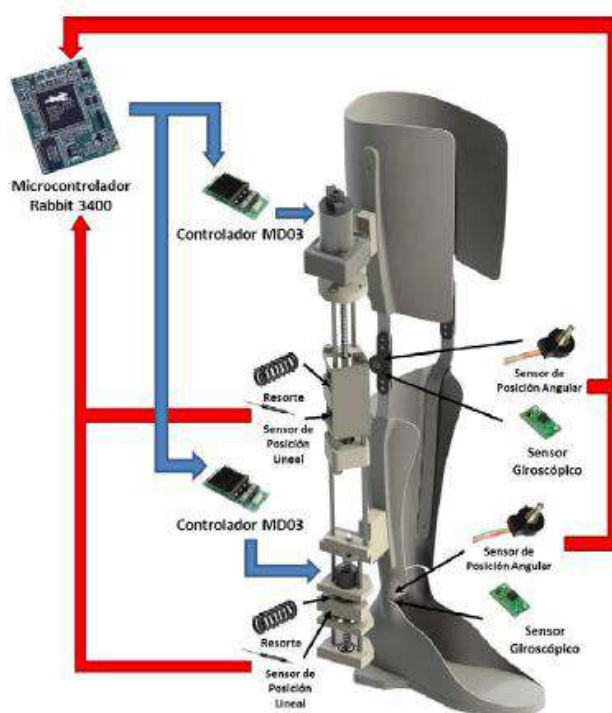 Microcontrolador
Rabbit 3400
Controlador MD03
Resorte
Sensor de
Posición
Lineal
Sensor de
Posición Angular
Sensor
Giroscópico
Controlador MD03
Sensor de
Posición Angular
Sensor
Giroscópico
Resorte
Sensor de
Posición
Lineal